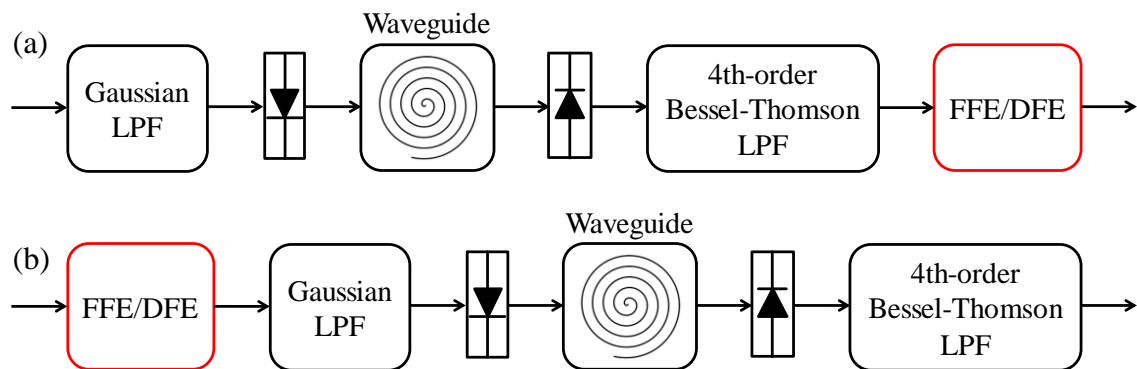 (a)
Gaussian
LPF
Waveguide
4th-order
Bessel-Thomson
LPF
FFE/DFE
(b)
FFE/DFE
Gaussian
LPF
Waveguide
4th-order
Bessel-Thomson
LPF